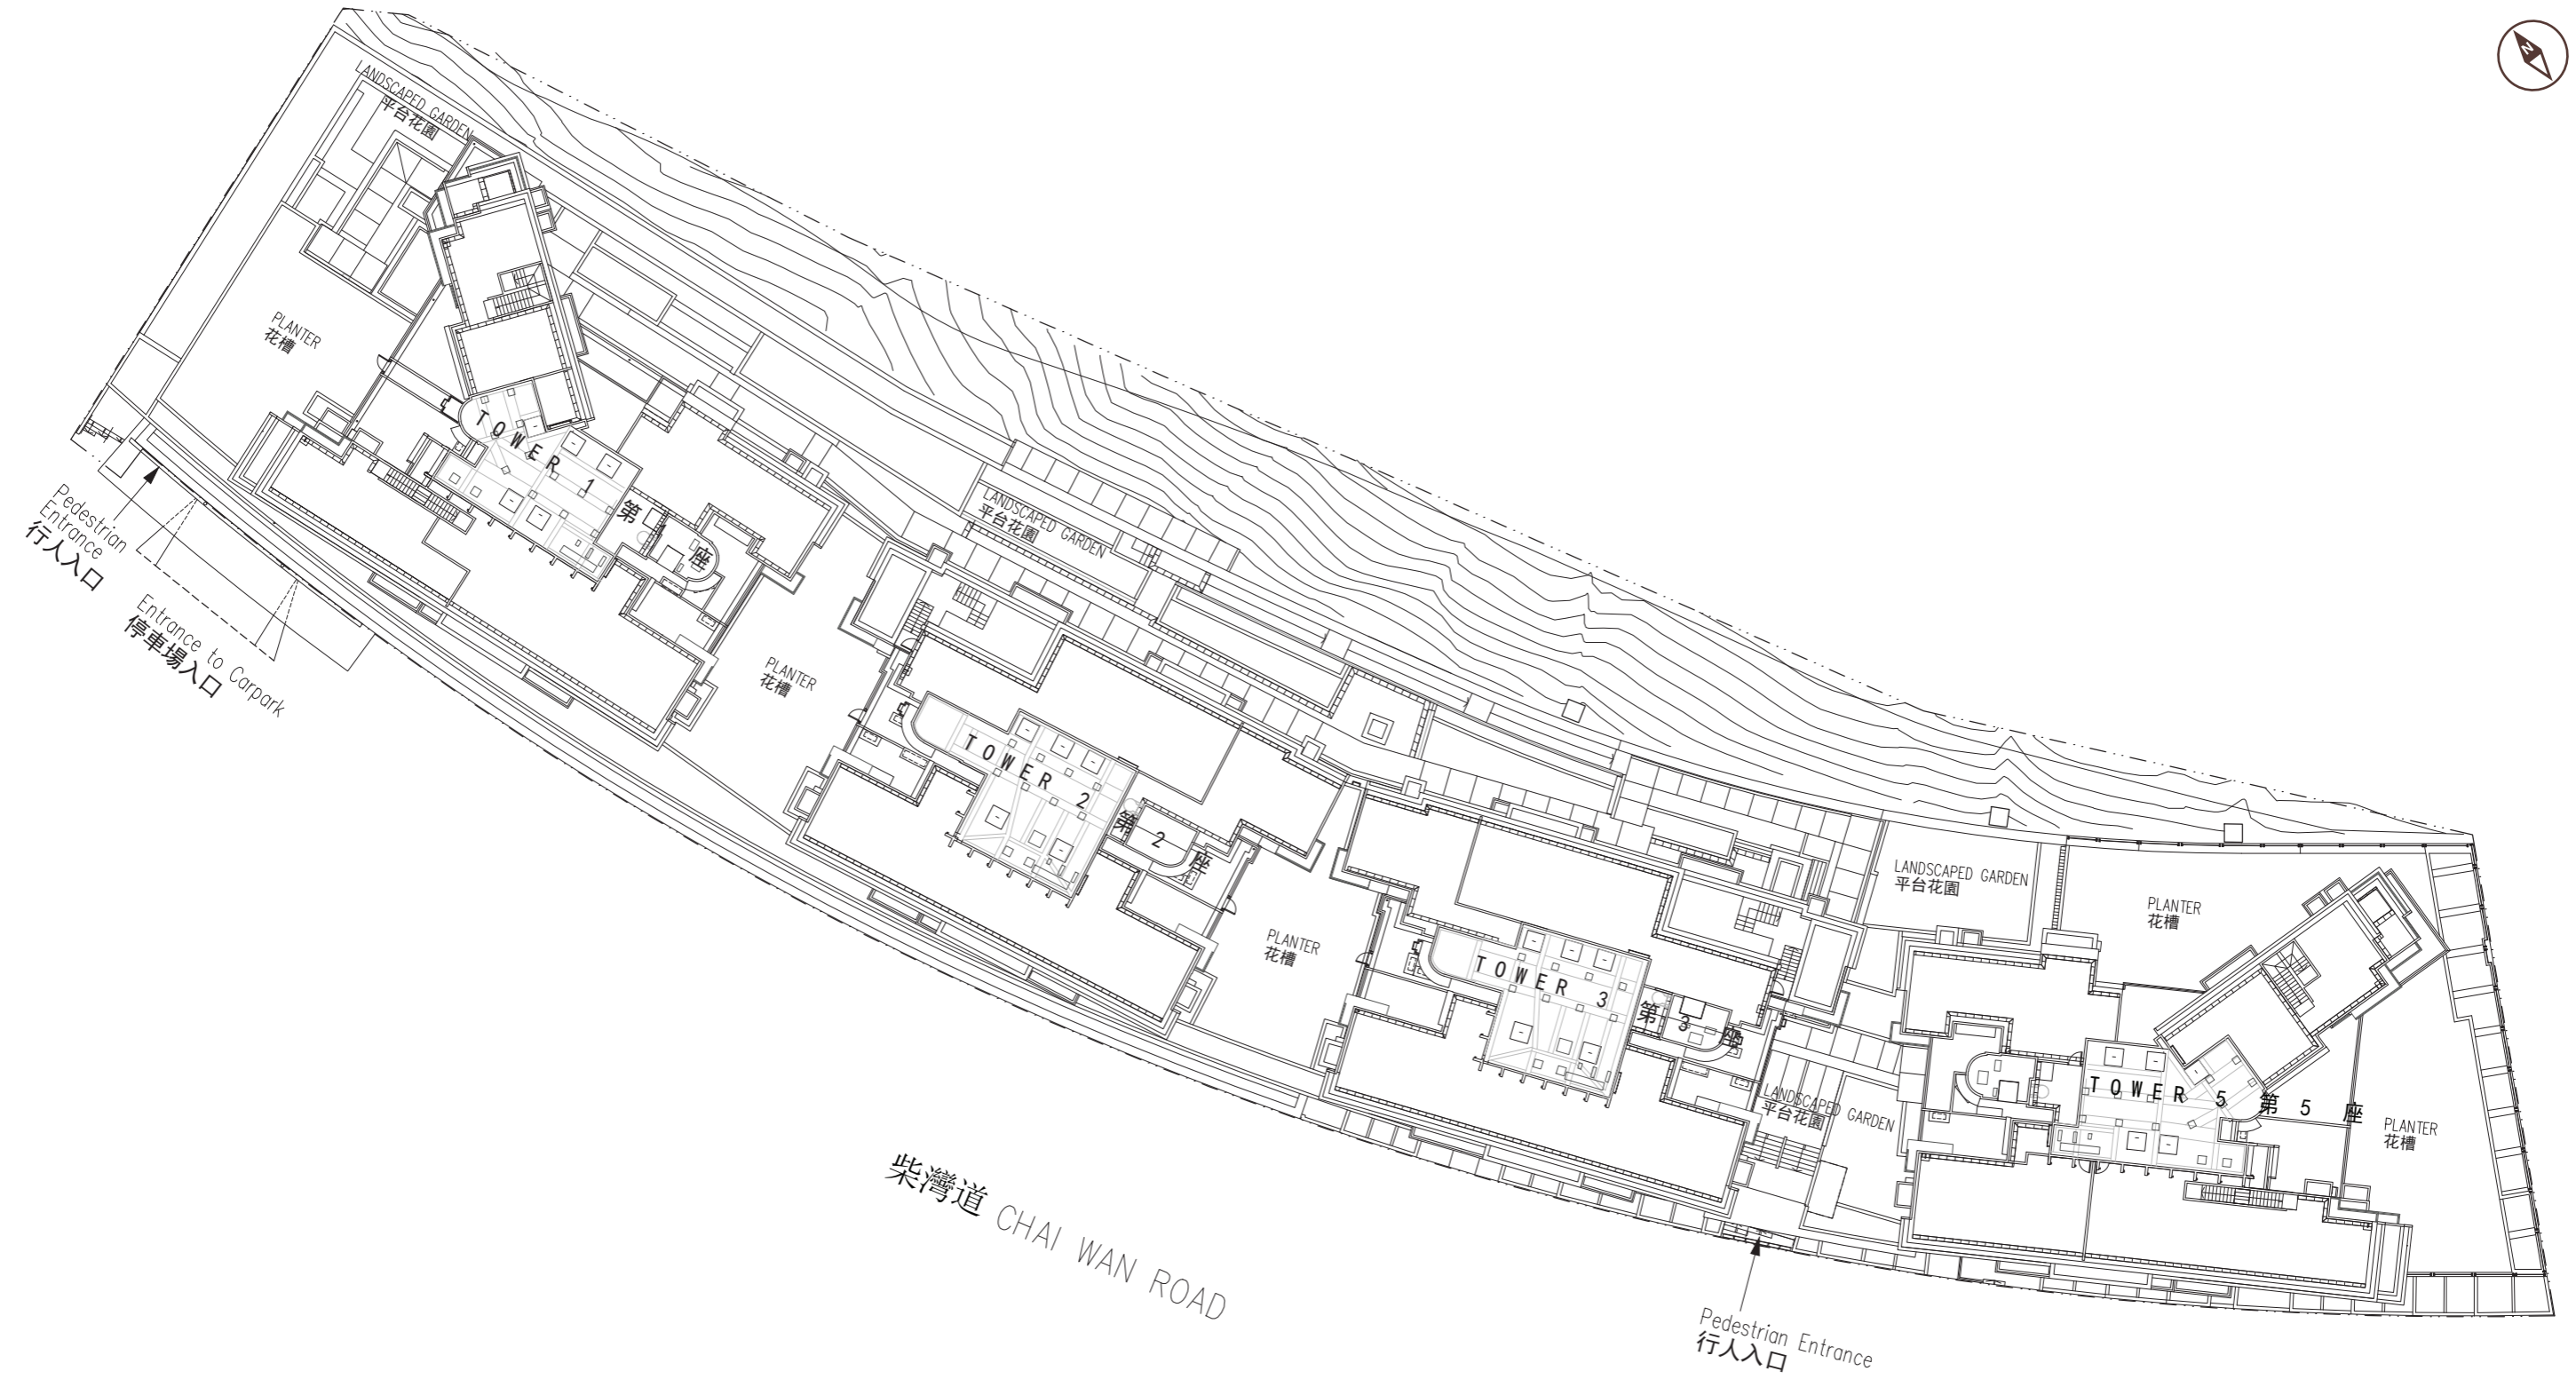 N
LANDSCAPED GARDEN
平台花園
PLANTER
花槽
TOWER 1
第 1 座
Pedestrian
Entrance
行人入口
Entrance to Carpark
停車場入口
LANDSCAPED GARDEN
平台花園
PLANTER
花槽
TOWER 2
第 2 座
PLANTER
花槽
TOWER 3
第 3 座
LANDSCAPED GARDEN
平台花園
LANDSCAPED GARDEN
平台花園
PLANTER
花槽
TOWER 5 第 5 座
PLANTER
花槽
柴灣道 CHAI WAN ROAD
Pedestrian Entrance
行人入口